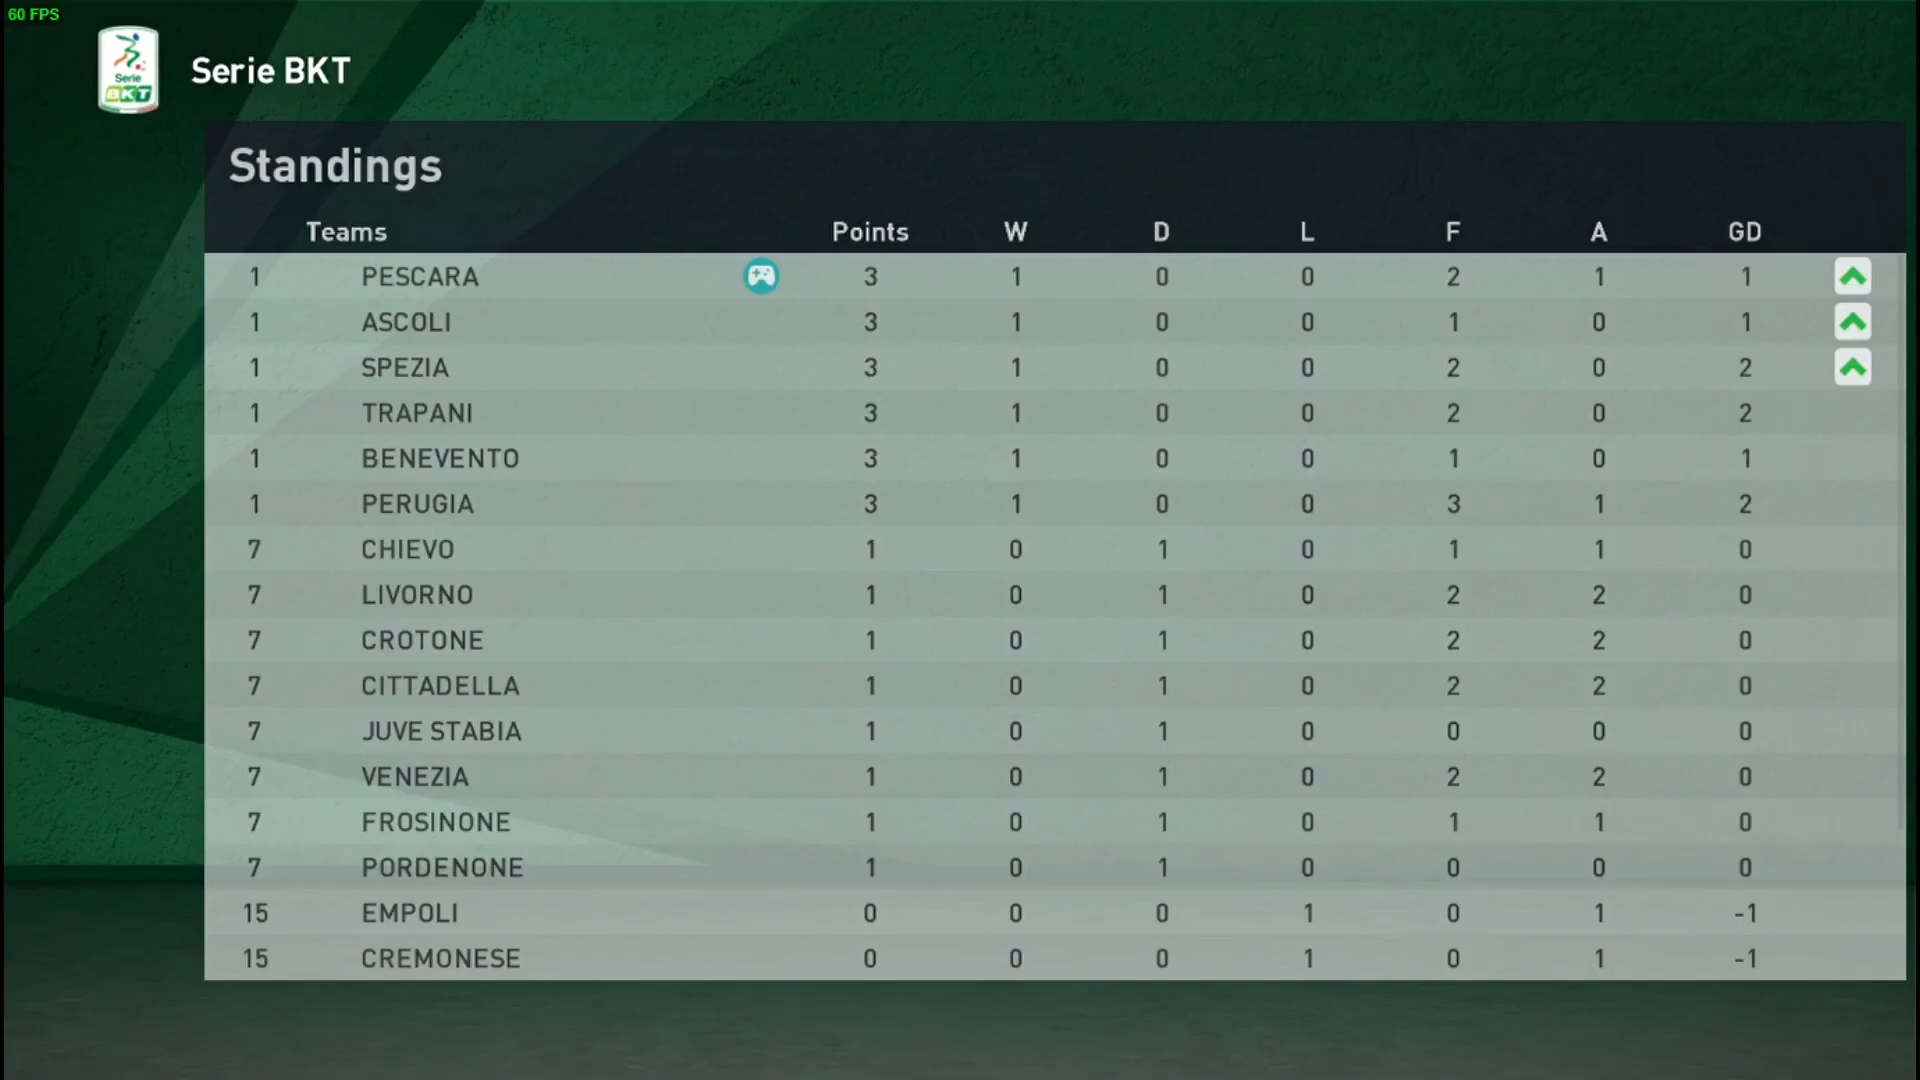 60 FPS
Serie
BKT
Serie BKT
Standings
Teams Points W D L F A GD
1 PESCARA 3 1 0 0 2 1 1
1 ASCOLI 3 1 0 0 1 0 1
1 SPEZIA 3 1 0 0 2 0 2
1 TRAPANI 3 1 0 0 2 0 2
1 BENEVENTO 3 1 0 0 1 0 1
1 PERUGIA 3 1 0 0 3 1 2
7 CHIEVO 1 0 1 0 1 1 0
7 LIVORNO 1 0 1 0 2 2 0
7 CROTONE 1 0 1 0 2 2 0
7 CITTADELLA 1 0 1 0 2 2 0
7 JUVE STABIA 1 0 1 0 0 0 0
7 VENEZIA 1 0 1 0 2 2 0
7 FROSINONE 1 0 1 0 1 1 0
7 PORDENONE 1 0 1 0 0 0 0
15 EMPOLI 0 0 0 1 0 1 -1
15 CREMONESE 0 0 0 1 0 1 -1